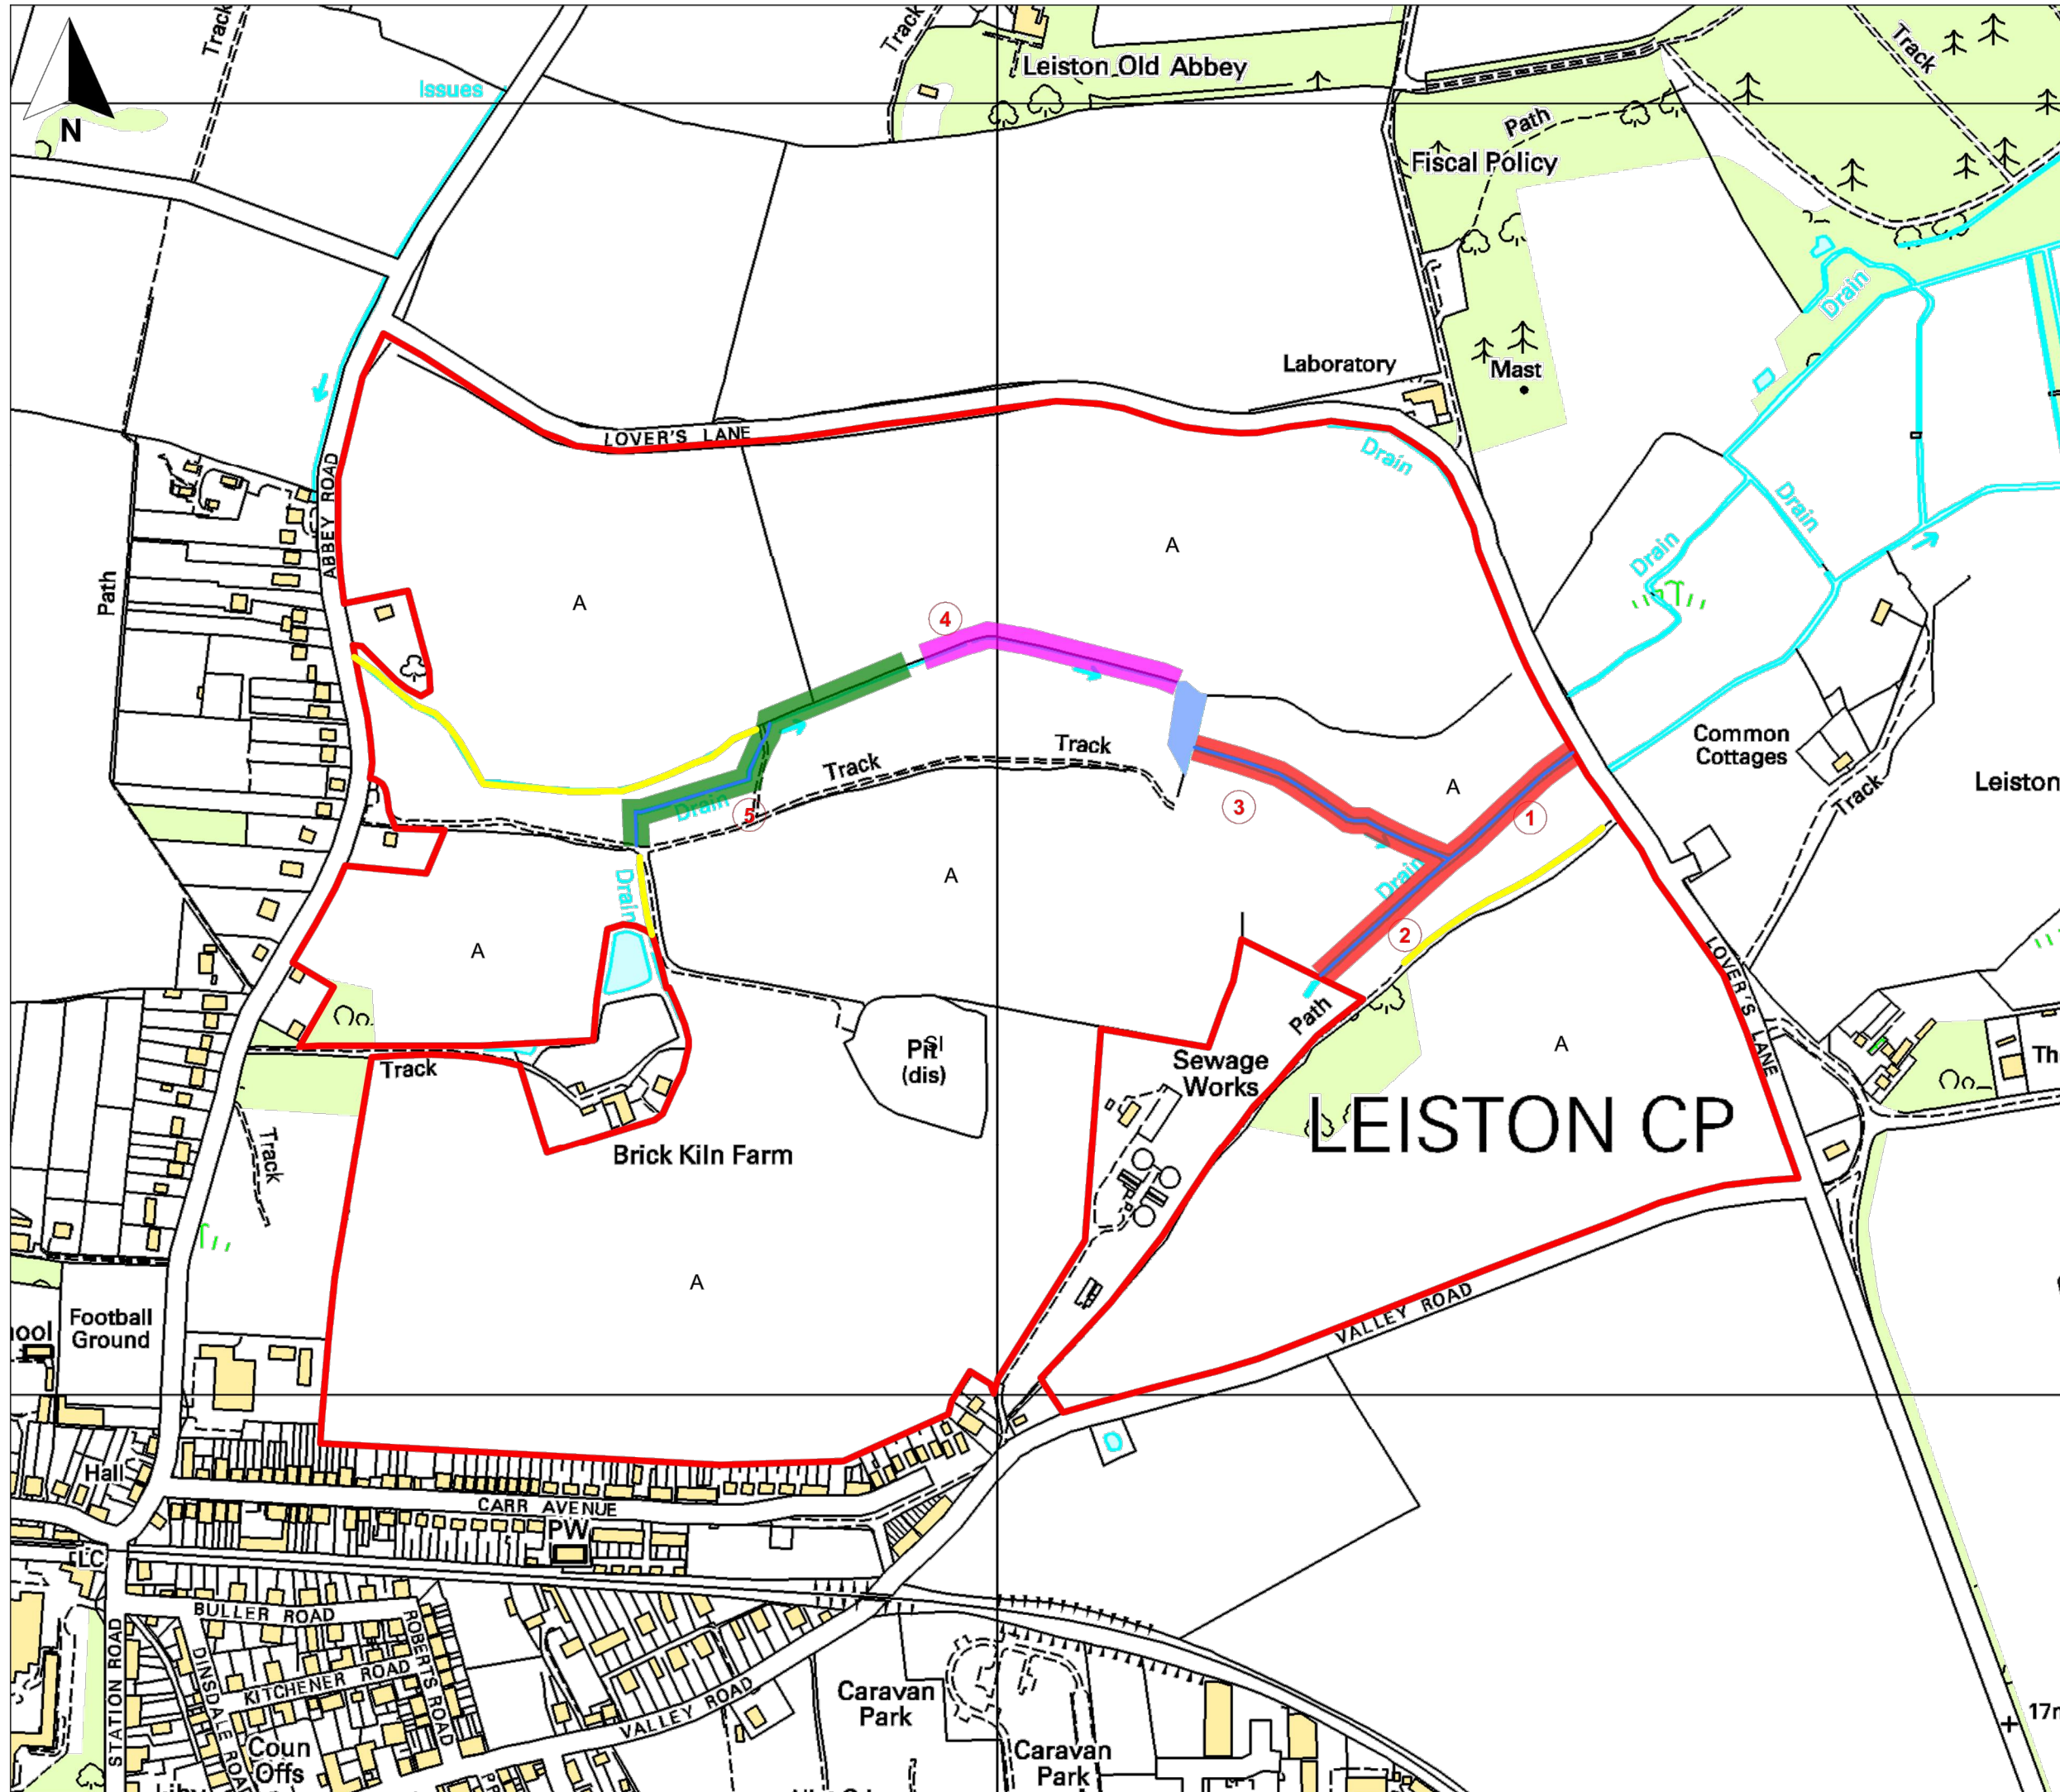 Track
Track
Leiston Old Abbey
Track
Issues
N
Path
Fiscal Policy
Drain
Laboratory
Mast
LOVER'S LANE
Drain
ABBEY ROAD
Drain
Drain
A
A
Path
4
Common
Cottages
Track
Track
Leiston
Track
A
Drain
5
3
1
Drain
Drain
A
2
A
LOVER'S LANE
Path
A
SI
Pit
(dis)
Sewage
Works
Track
LEISTON CP
Track
Brick Kiln Farm
A
Football
Ground
VALLEY ROAD
Hall
CARR AVENUE
PW
LC
BULLER ROAD
ROBERTS ROAD
STATION ROAD
DINSDALE ROAD
KITCHENER ROAD
VALLEY ROAD
Caravan
Park
Coun
Offs
Caravan
Park
17m